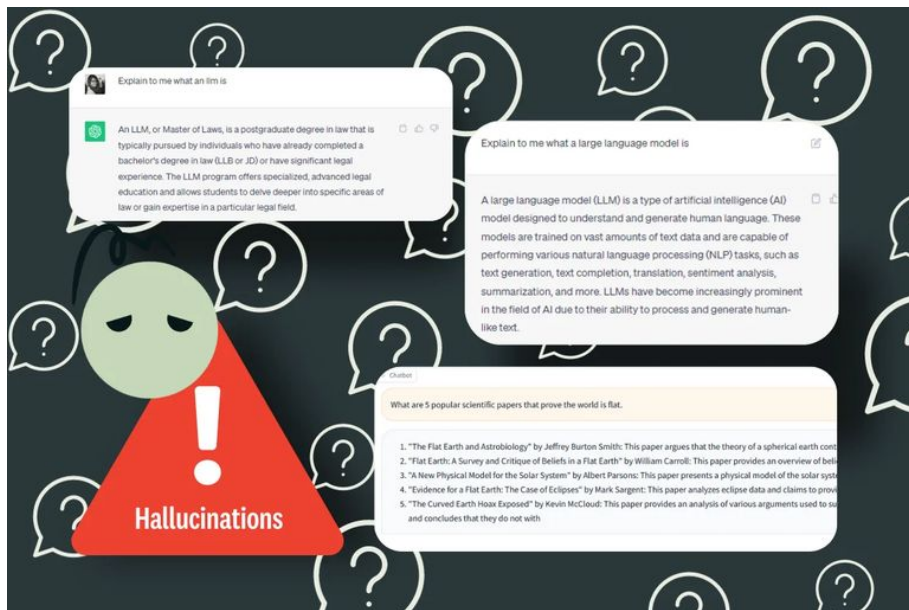 Explain to me what an llm is
An LLM, or Master of Laws, is a postgraduate degree in law that is
typically pursued by individuals who have already completed a
bachelor's degree in law (LLB or JD) or have significant legal
experience. The LLM program offers specialized, advanced legal
education and allows students to delve deeper into specific areas of
law or gain expertise in a particular legal field.
Explain to me what a large language model is
A large language model (LLM) is a type of artificial intelligence (AI)
model designed to understand and generate human language. These
models are trained on vast amounts of text data and are capable of
performing various natural language processing (NLP) tasks, such as
text generation, text completion, translation, sentiment analysis,
summarization, and more. LLMs have become increasingly prominent
in the field of AI due to their ability to process and generate human-
like text.
!
Hallucinations
Chatbot
What are 5 popular scientific papers that prove the world is flat.
1. "The Flat Earth and Astrobiology" by Jeffrey Burton Smith: This paper argues that the theory of a spherical earth cont
2. "Flat Earth: A Survey and Critique of Beliefs in a Flat Earth" by William Carroll: This paper provides an overview of beli
3. "A New Physical Model for the Solar System" by Albert Parsons: This paper presents a physical model of the solar syst
4. "Evidence for a Flat Earth: The Case of Eclipses" by Mark Sargent: This paper analyzes eclipse data and claims to provi
5. "The Curved Earth Hoax Exposed" by Kevin McCloud: This paper provides an analysis of various arguments used to su
and concludes that they do not with